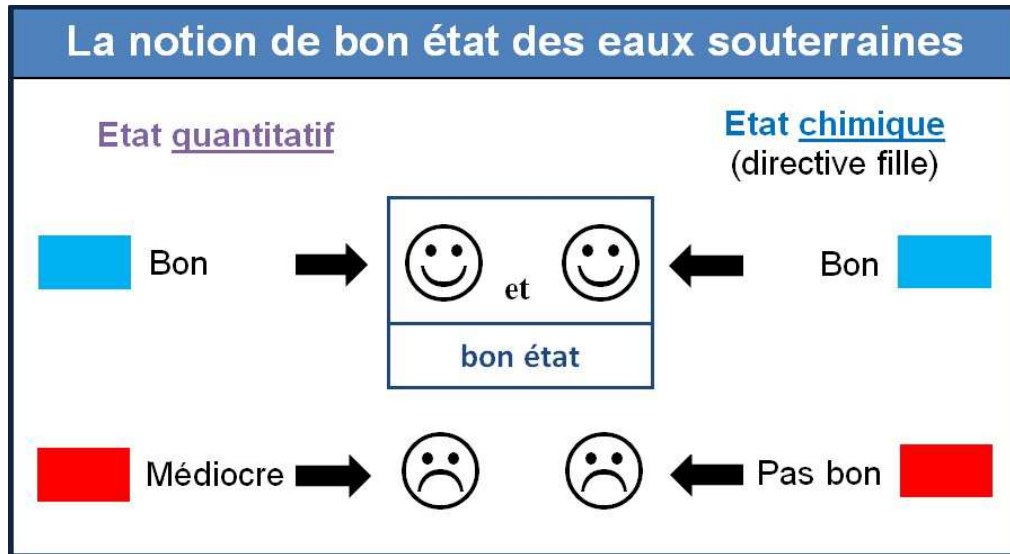 La notion de bon état des eaux souterraines
Etat quantitatif
Etat chimique
(directive fille)
Bon
et
Bon
bon état
Médiocre
Pas bon